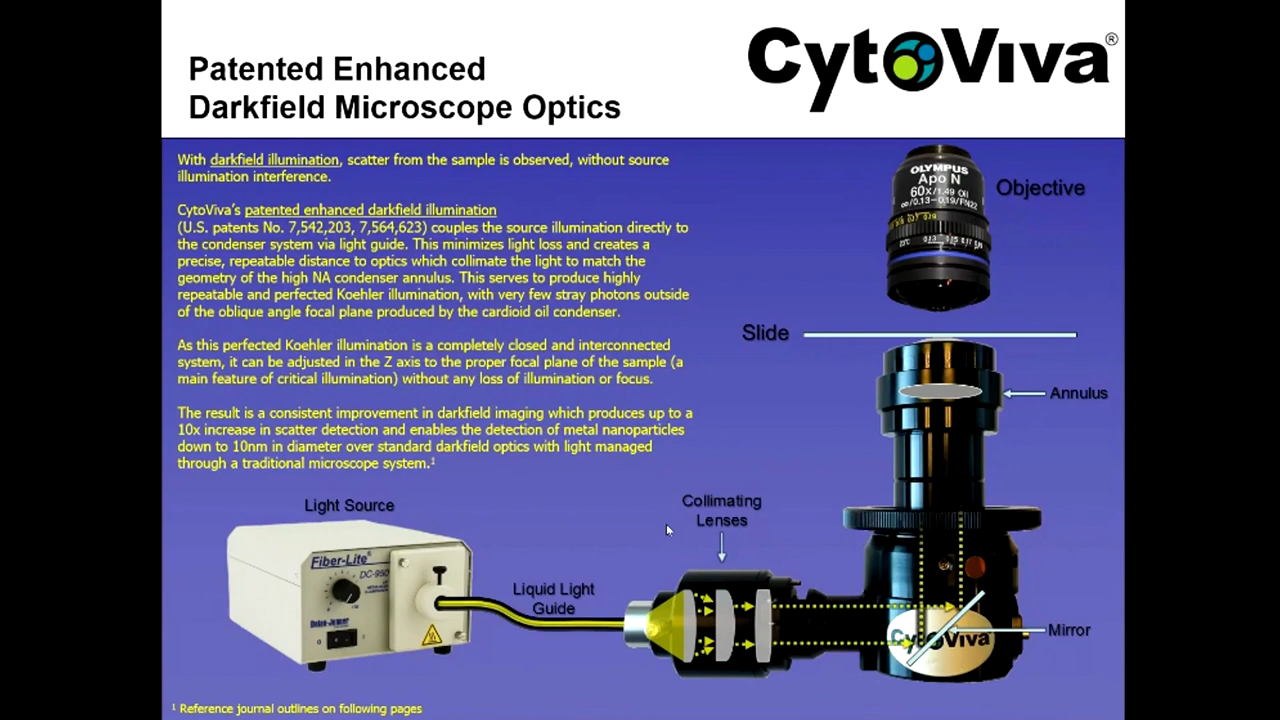 Patented Enhanced
Darkfield Microscope Optics
CytoViva®
With darkfield illumination, scatter from the sample is observed, without source
illumination interference.
CytoViva's patented enhanced darkfield illumination
(U.S. patents No. 7,542,203, 7,564,623) couples the source illumination directly to
the condenser system via light guide. This minimizes light loss and creates a
precise, repeatable distance to optics which collimate the light to match the
geometry of the high NA condenser annulus. This serves to produce highly
repeatable and perfected Koehler illumination, with very few stray photons outside
of the oblique angle focal plane produced by the cardioid oil condenser.
As this perfected Koehler illumination is a completely closed and interconnected
system, it can be adjusted in the Z axis to the proper focal plane of the sample (a
main feature of critical illumination) without any loss of illumination or focus.
The result is a consistent improvement in darkfield imaging which produces up to a
10x increase in scatter detection and enables the detection of metal nanoparticles
down to 10nm in diameter over standard darkfield optics with light managed
through a traditional microscope system.¹
OLYMPUS
Apo N
60x/1.49 Oil
∞/0.13-0.19/FN22
23°C
Objective
Slide
Annulus
Light Source
Collimating
Lenses
Fiber-Lite®
DC-950
Liquid Light
Guide
CytoViva
Mirror
¹ Reference journal outlines on following pages